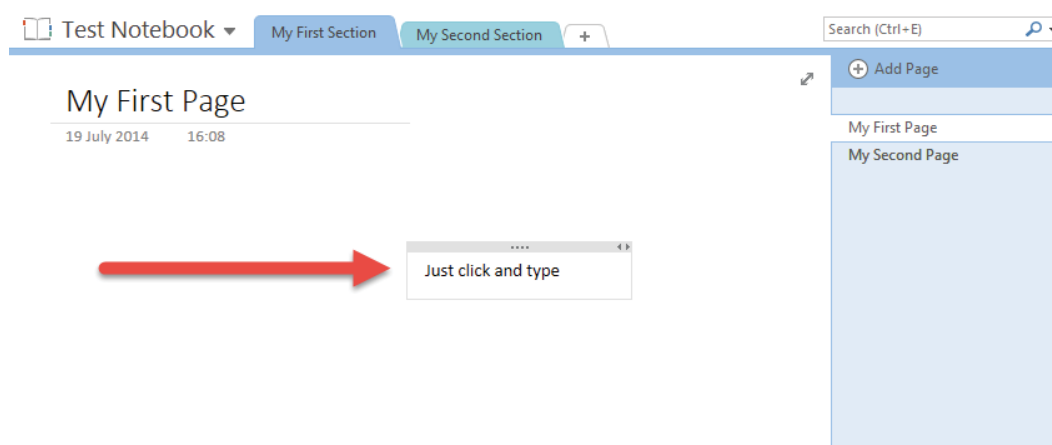 Test Notebook
My First Section
My Second Section
+
Search (Ctrl+E)
Add Page
My First Page
19 July 2014 16:08
My First Page
My Second Page
Just click and type